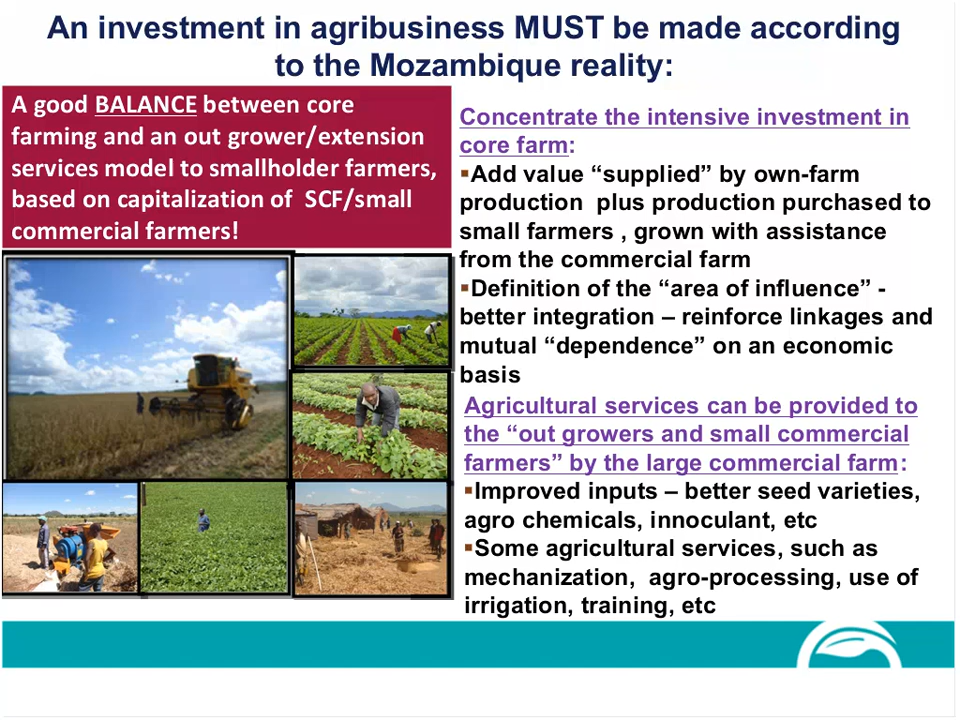 An investment in agribusiness MUST be made according
to the Mozambique reality:
A good BALANCE between core
farming and an out grower/extension
services model to smallholder farmers,
based on capitalization of SCF/small
commercial farmers!
Concentrate the intensive investment in
core farm:
▪Add value “supplied” by own-farm
production plus production purchased to
small farmers , grown with assistance
from the commercial farm
▪Definition of the “area of influence” -
better integration – reinforce linkages and
mutual “dependence” on an economic
basis
Agricultural services can be provided to
the “out growers and small commercial
farmers” by the large commercial farm:
▪Improved inputs – better seed varieties,
agro chemicals, innoculant, etc
▪Some agricultural services, such as
mechanization, agro-processing, use of
irrigation, training, etc